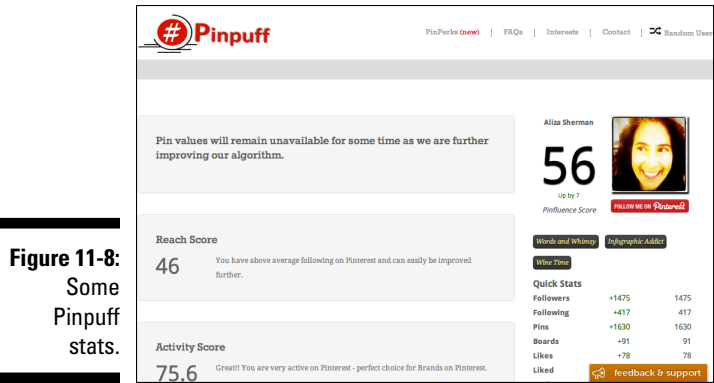 # Pinpuff
PinPerks (new) | FAQs | Interests | Contact | Random User
Pin values will remain unavailable for some time as we are further
improving our algorithm.
Reach Score
46
You have above average following on Pinterest and can easily be improved
further.
Activity Score
75.6
Great!! You are very active on Pinterest - perfect choice for Brands on Pinterest.
Aliza Sherman
56
Up by 7
Pinfluence Score
FOLLOW ME ON Pinterest
Words and Whimsy Infographic Addict
Wine Time
Quick Stats
Followers +1475 1475
Following +417 417
Pins +1630 1630
Boards +91 91
Likes +78 78
Liked
feedback & support
Figure 11-8:
Some
Pinpuff
stats.